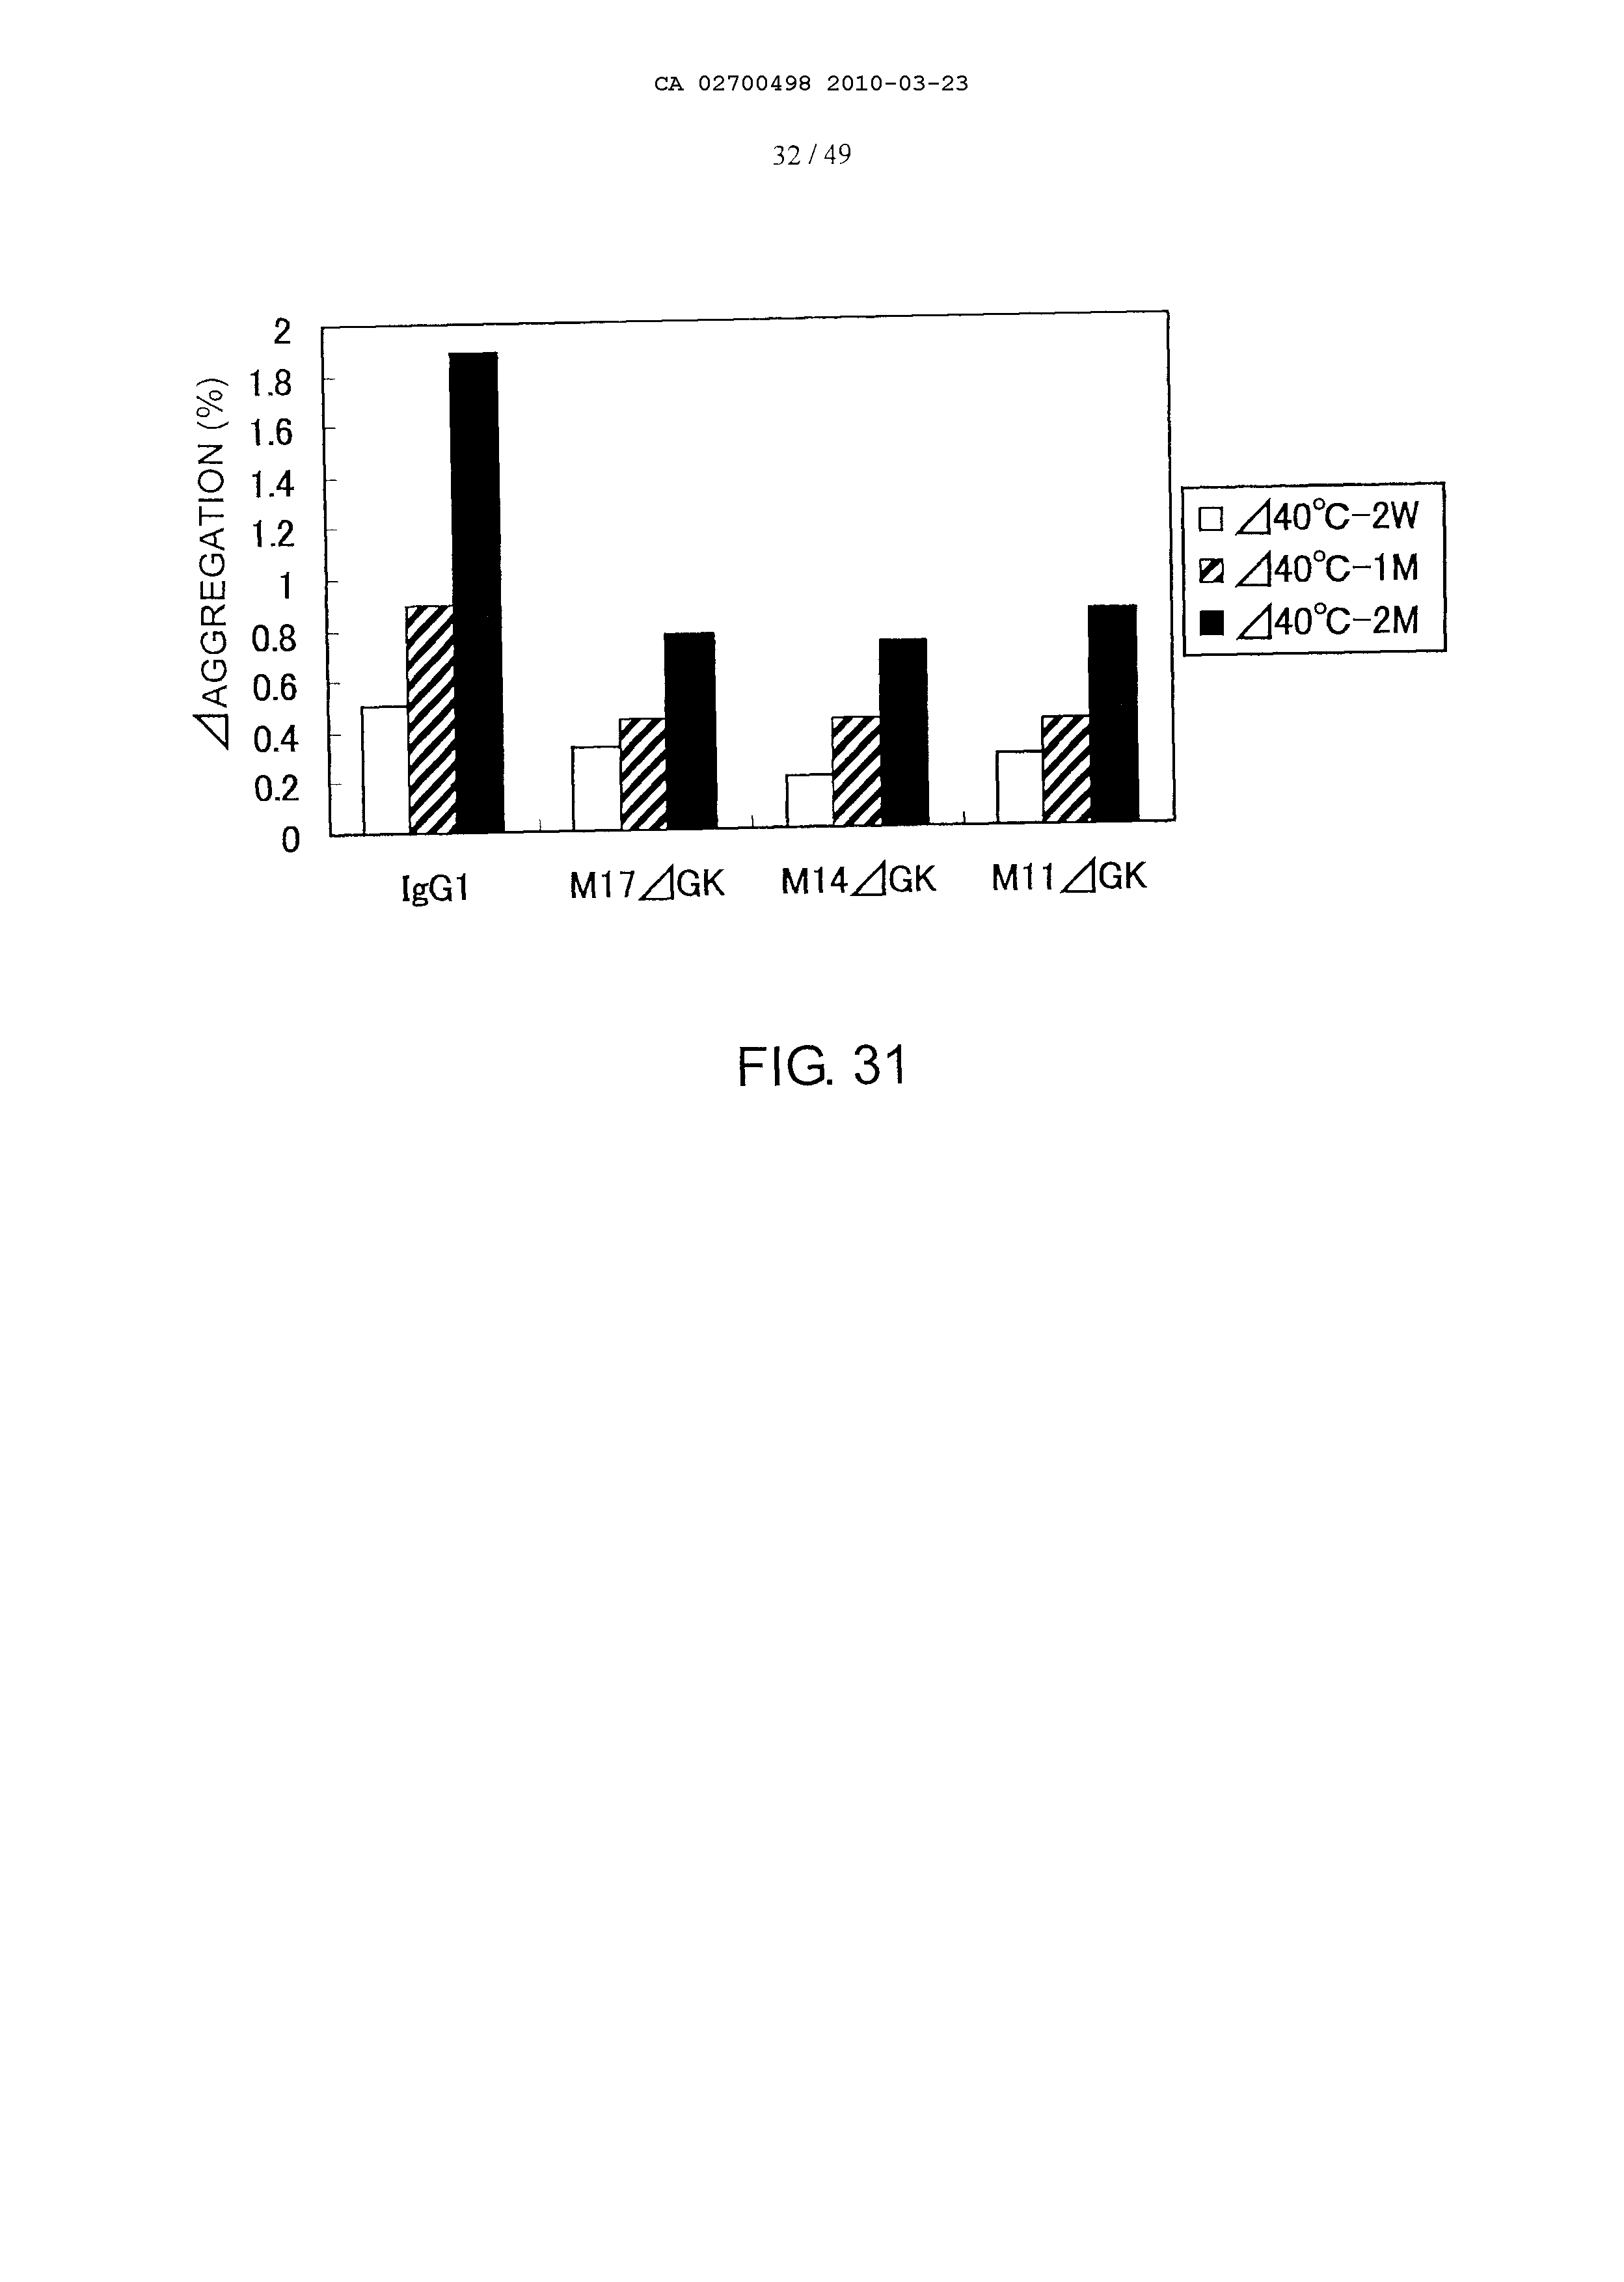 CA 02700498 2010-03-23
32 / 49
⊿AGGREGATION (%)
2
1.8
1.6
1.4
1.2
1
0.8
0.6
0.4
0.2
0
IgG1
M17⊿GK
M14⊿GK
M11⊿GK
⊿40°C-2W
⊿40°C-1M
⊿40°C-2M
FIG. 31